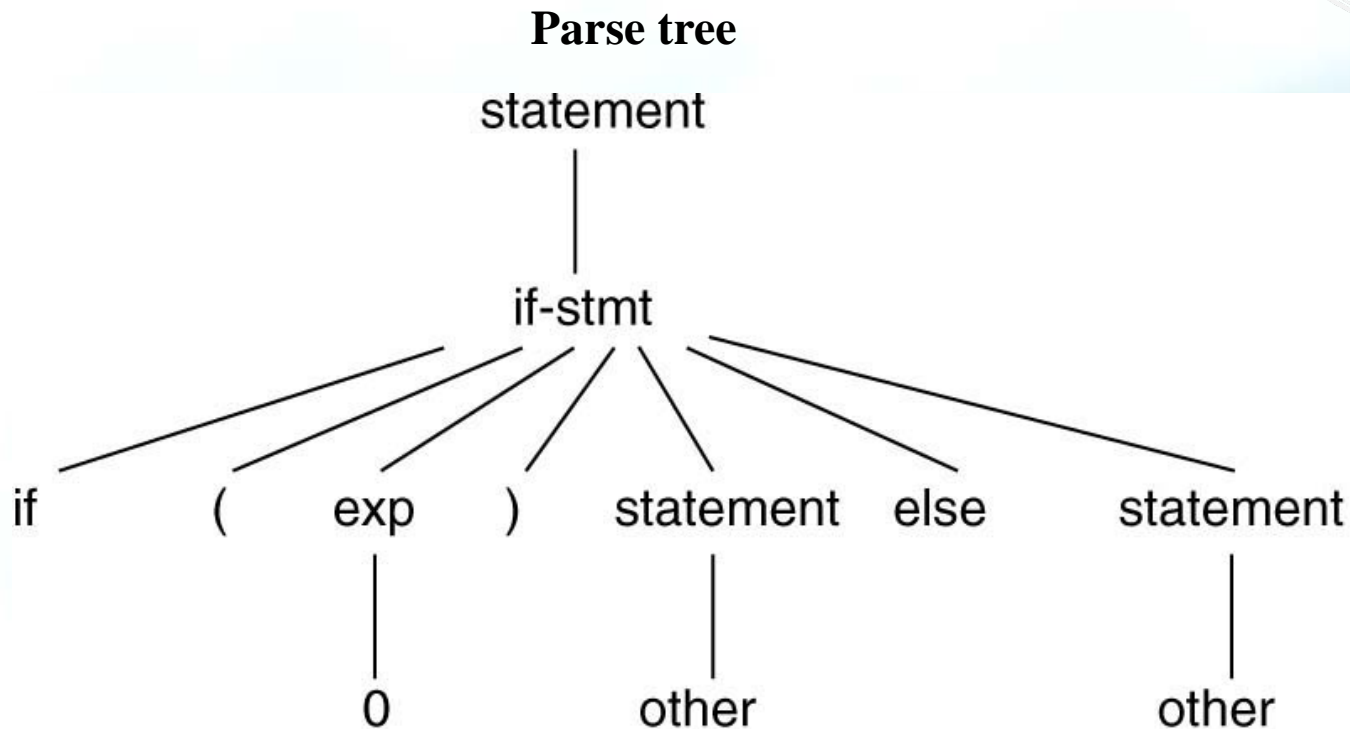 Parse tree
statement
if-stmt
if ( exp ) statement else statement
0 other other